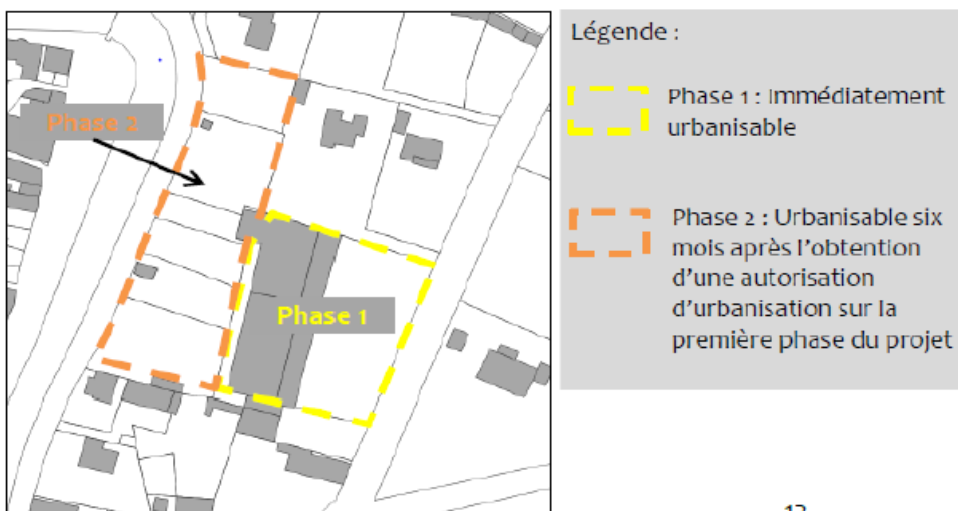 Légende :
Phase 1 : Immédiatement
urbanisable
Phase 2 : Urbanisable six
mois après l'obtention
d'une autorisation
d'urbanisation sur la
première phase du projet
Phase 2
Phase 1